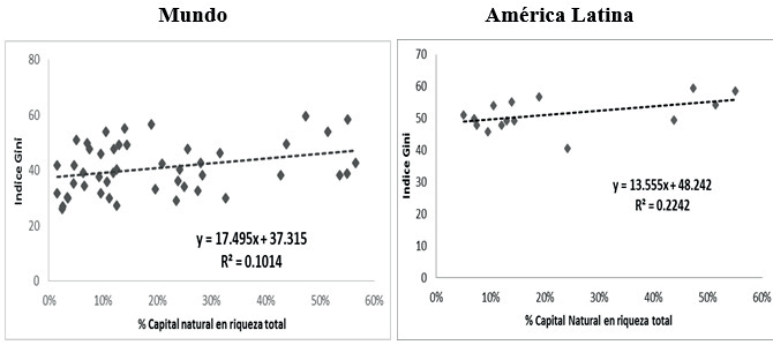 Mundo
América Latina
80
60
40
20
0
Indice Gini
y = 17.495x + 37.315
R² = 0.1014
0%
10%
20%
30%
40%
50%
60%
% Capital natural en riqueza total
70
60
50
40
30
20
10
0
Indice Gini
y = 13.555x + 48.242
R² = 0.2242
0%
10%
20%
30%
40%
50%
60%
% Capital Natural en riqueza total